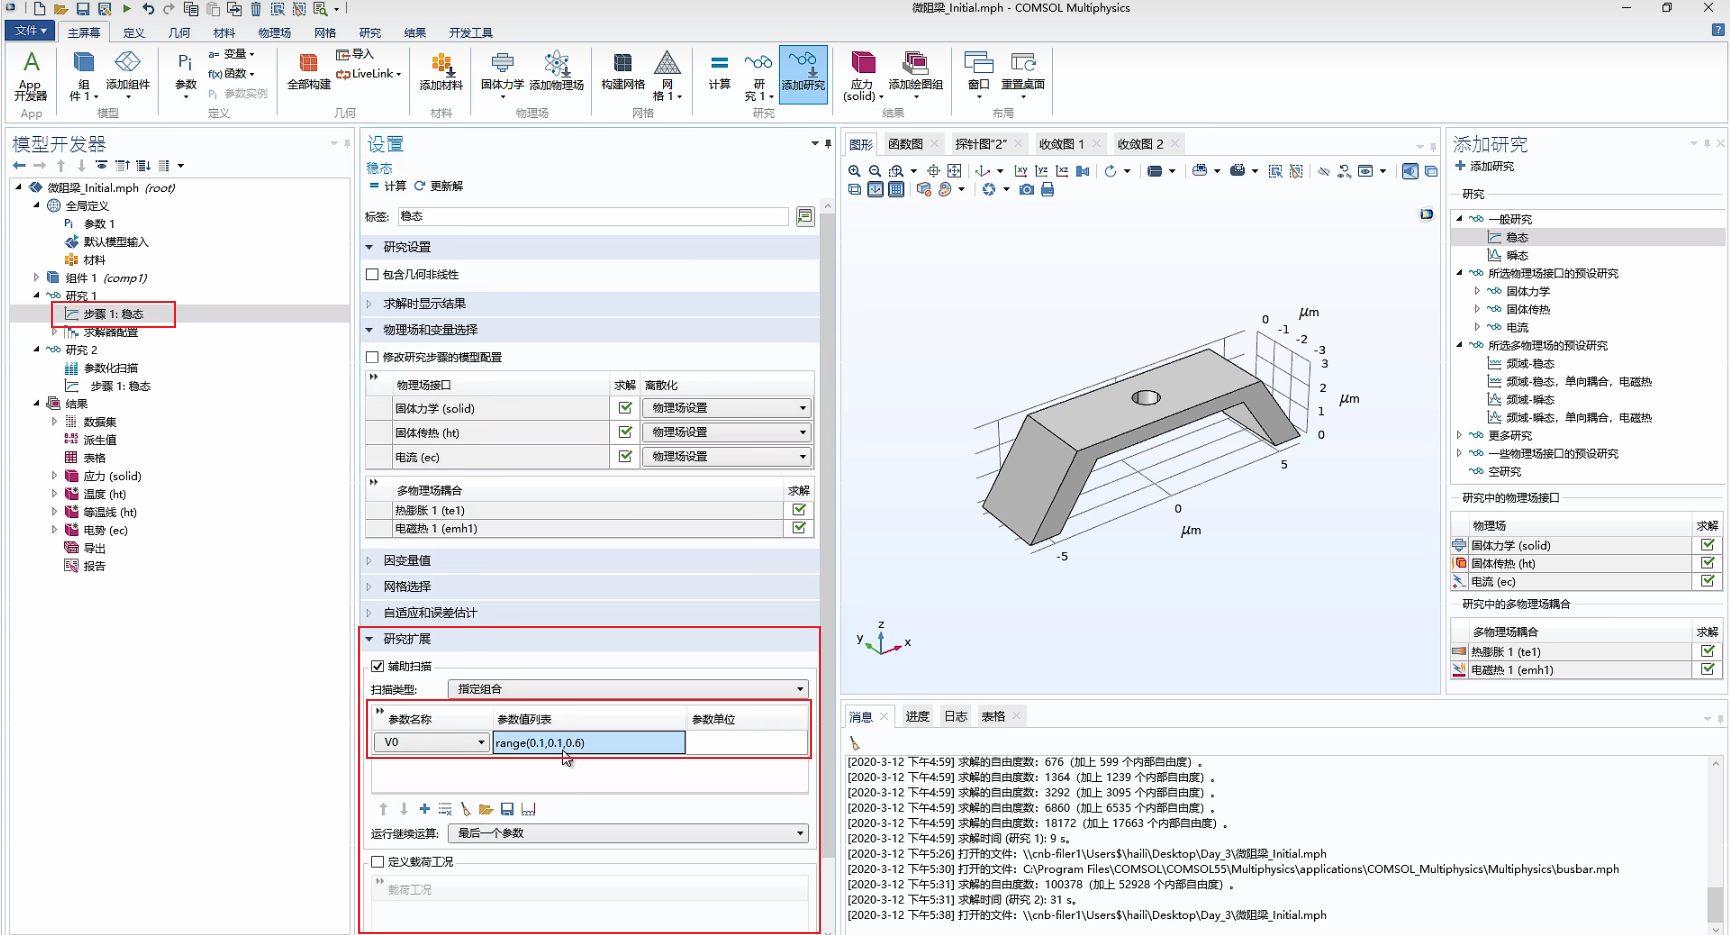 微阻梁_Initial.mph - COMSOL Multiphysics
文件 主屏幕 定义 几何 材料 物理场 网格 研究 结果 开发工具
App 开发器
App
组件 1
添加组件
模型
Pi 参数
a= 变量
f(x) 函数
Pi 参数实例
定义
全部构建
导入
LiveLink
几何
添加材料
材料
固体力学
添加物理场
物理场
构建网格
网格 1
网格
计算
研究 1
添加研究
研究
应力 (solid)
添加绘图组
结果
窗口
重置桌面
布局
模型开发器
微阻梁_Initial.mph (root)
全局定义
Pi 参数 1
默认模型输入
材料
组件 1 (comp1)
研究 1
步骤 1: 稳态
求解器配置
研究 2
参数化扫描
步骤 1: 稳态
结果
数据集
8.85 e-12 派生值
表格
应力 (solid)
温度 (ht)
等温线 (ht)
电势 (ec)
导出
报告
设置
稳态
= 计算 更新解
标签: 稳态
研究设置
包含几何非线性
求解时显示结果
物理场和变量选择
修改研究步骤的模型配置
物理场接口 求解 离散化
固体力学 (solid) 物理场设置
固体传热 (ht) 物理场设置
电流 (ec) 物理场设置
多物理场耦合 求解
热膨胀 1 (te1)
电磁热 1 (emh1)
因变量值
网格选择
自适应和误差估计
研究扩展
辅助扫描
扫描类型: 指定组合
参数名称 参数值列表 参数单位
V0 range(0.1,0.1,0.6)
运行继续运算: 最后一个参数
定义载荷工况
载荷工况
图形 函数图 探针图“2” 收敛图 1 收敛图 2
xy yz xz
0 -1 -2 -3 μm
3
2
1
0
μm
5
0
-5
μm
z
y
x
消息 进度 日志 表格
[2020-3-12 下午4:59] 求解的自由度数: 676 (加上 599 个内部自由度) 。
[2020-3-12 下午4:59] 求解的自由度数: 1364 (加上 1239 个内部自由度) 。
[2020-3-12 下午4:59] 求解的自由度数: 3292 (加上 3095 个内部自由度) 。
[2020-3-12 下午4:59] 求解的自由度数: 6860 (加上 6535 个内部自由度) 。
[2020-3-12 下午4:59] 求解的自由度数: 18172 (加上 17663 个内部自由度) 。
[2020-3-12 下午4:59] 求解时间 (研究 1): 9 s。
[2020-3-12 下午5:26] 打开的文件: \\cnb-filer1\Users$\haili\Desktop\Day_3\微阻梁_Initial.mph
[2020-3-12 下午5:30] 打开的文件: C:\Program Files\COMSOL\COMSOL55\Multiphysics\applications\COMSOL_Multiphysics\Multiphysics\busbar.mph
[2020-3-12 下午5:31] 求解的自由度数: 100378 (加上 52928 个内部自由度) 。
[2020-3-12 下午5:31] 求解时间 (研究 2): 31 s。
[2020-3-12 下午5:38] 打开的文件: \\cnb-filer1\Users$\haili\Desktop\Day_3\微阻梁_Initial.mph
添加研究
添加研究
研究
一般研究
稳态
瞬态
所选物理场接口的预设研究
固体力学
固体传热
电流
所选多物理场的预设研究
频域-稳态
频域-稳态，单向耦合，电磁热
频域-瞬态
频域-瞬态，单向耦合，电磁热
更多研究
一些物理场接口的预设研究
空研究
研究中的物理场接口
物理场 求解
固体力学 (solid)
固体传热 (ht)
电流 (ec)
研究中的多物理场耦合
多物理场耦合 求解
热膨胀 1 (te1)
电磁热 1 (emh1)